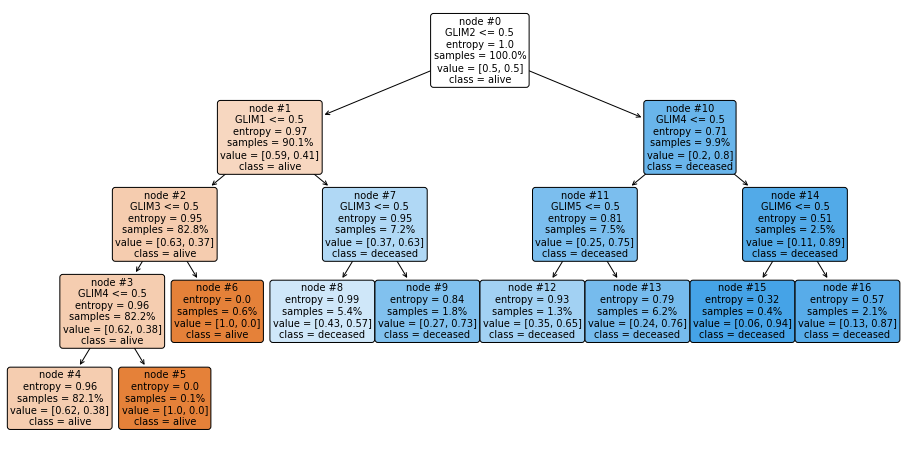 node #0
GLIM2 <= 0.5
entropy = 1.0
samples = 100.0%
value = [0.5, 0.5]
class = alive
node #1
GLIM1 <= 0.5
entropy = 0.97
samples = 90.1%
value = [0.59, 0.41]
class = alive
node #10
GLIM4 <= 0.5
entropy = 0.71
samples = 9.9%
value = [0.2, 0.8]
class = deceased
node #2
GLIM3 <= 0.5
entropy = 0.95
samples = 82.8%
value = [0.63, 0.37]
class = alive
node #7
GLIM3 <= 0.5
entropy = 0.95
samples = 7.2%
value = [0.37, 0.63]
class = deceased
node #11
GLIM5 <= 0.5
entropy = 0.81
samples = 7.5%
value = [0.25, 0.75]
class = deceased
node #14
GLIM6 <= 0.5
entropy = 0.51
samples = 2.5%
value = [0.11, 0.89]
class = deceased
node #3
GLIM4 <= 0.5
entropy = 0.96
samples = 82.2%
value = [0.62, 0.38]
class = alive
node #6
entropy = 0.0
samples = 0.6%
value = [1.0, 0.0]
class = alive
node #8
entropy = 0.99
samples = 5.4%
value = [0.43, 0.57]
class = deceased
node #9
entropy = 0.84
samples = 1.8%
value = [0.27, 0.73]
class = deceased
node #12
entropy = 0.93
samples = 1.3%
value = [0.35, 0.65]
class = deceased
node #13
entropy = 0.79
samples = 6.2%
value = [0.24, 0.76]
class = deceased
node #15
entropy = 0.32
samples = 0.4%
value = [0.06, 0.94]
class = deceased
node #16
entropy = 0.57
samples = 2.1%
value = [0.13, 0.87]
class = deceased
node #4
entropy = 0.96
samples = 82.1%
value = [0.62, 0.38]
class = alive
node #5
entropy = 0.0
samples = 0.1%
value = [1.0, 0.0]
class = alive